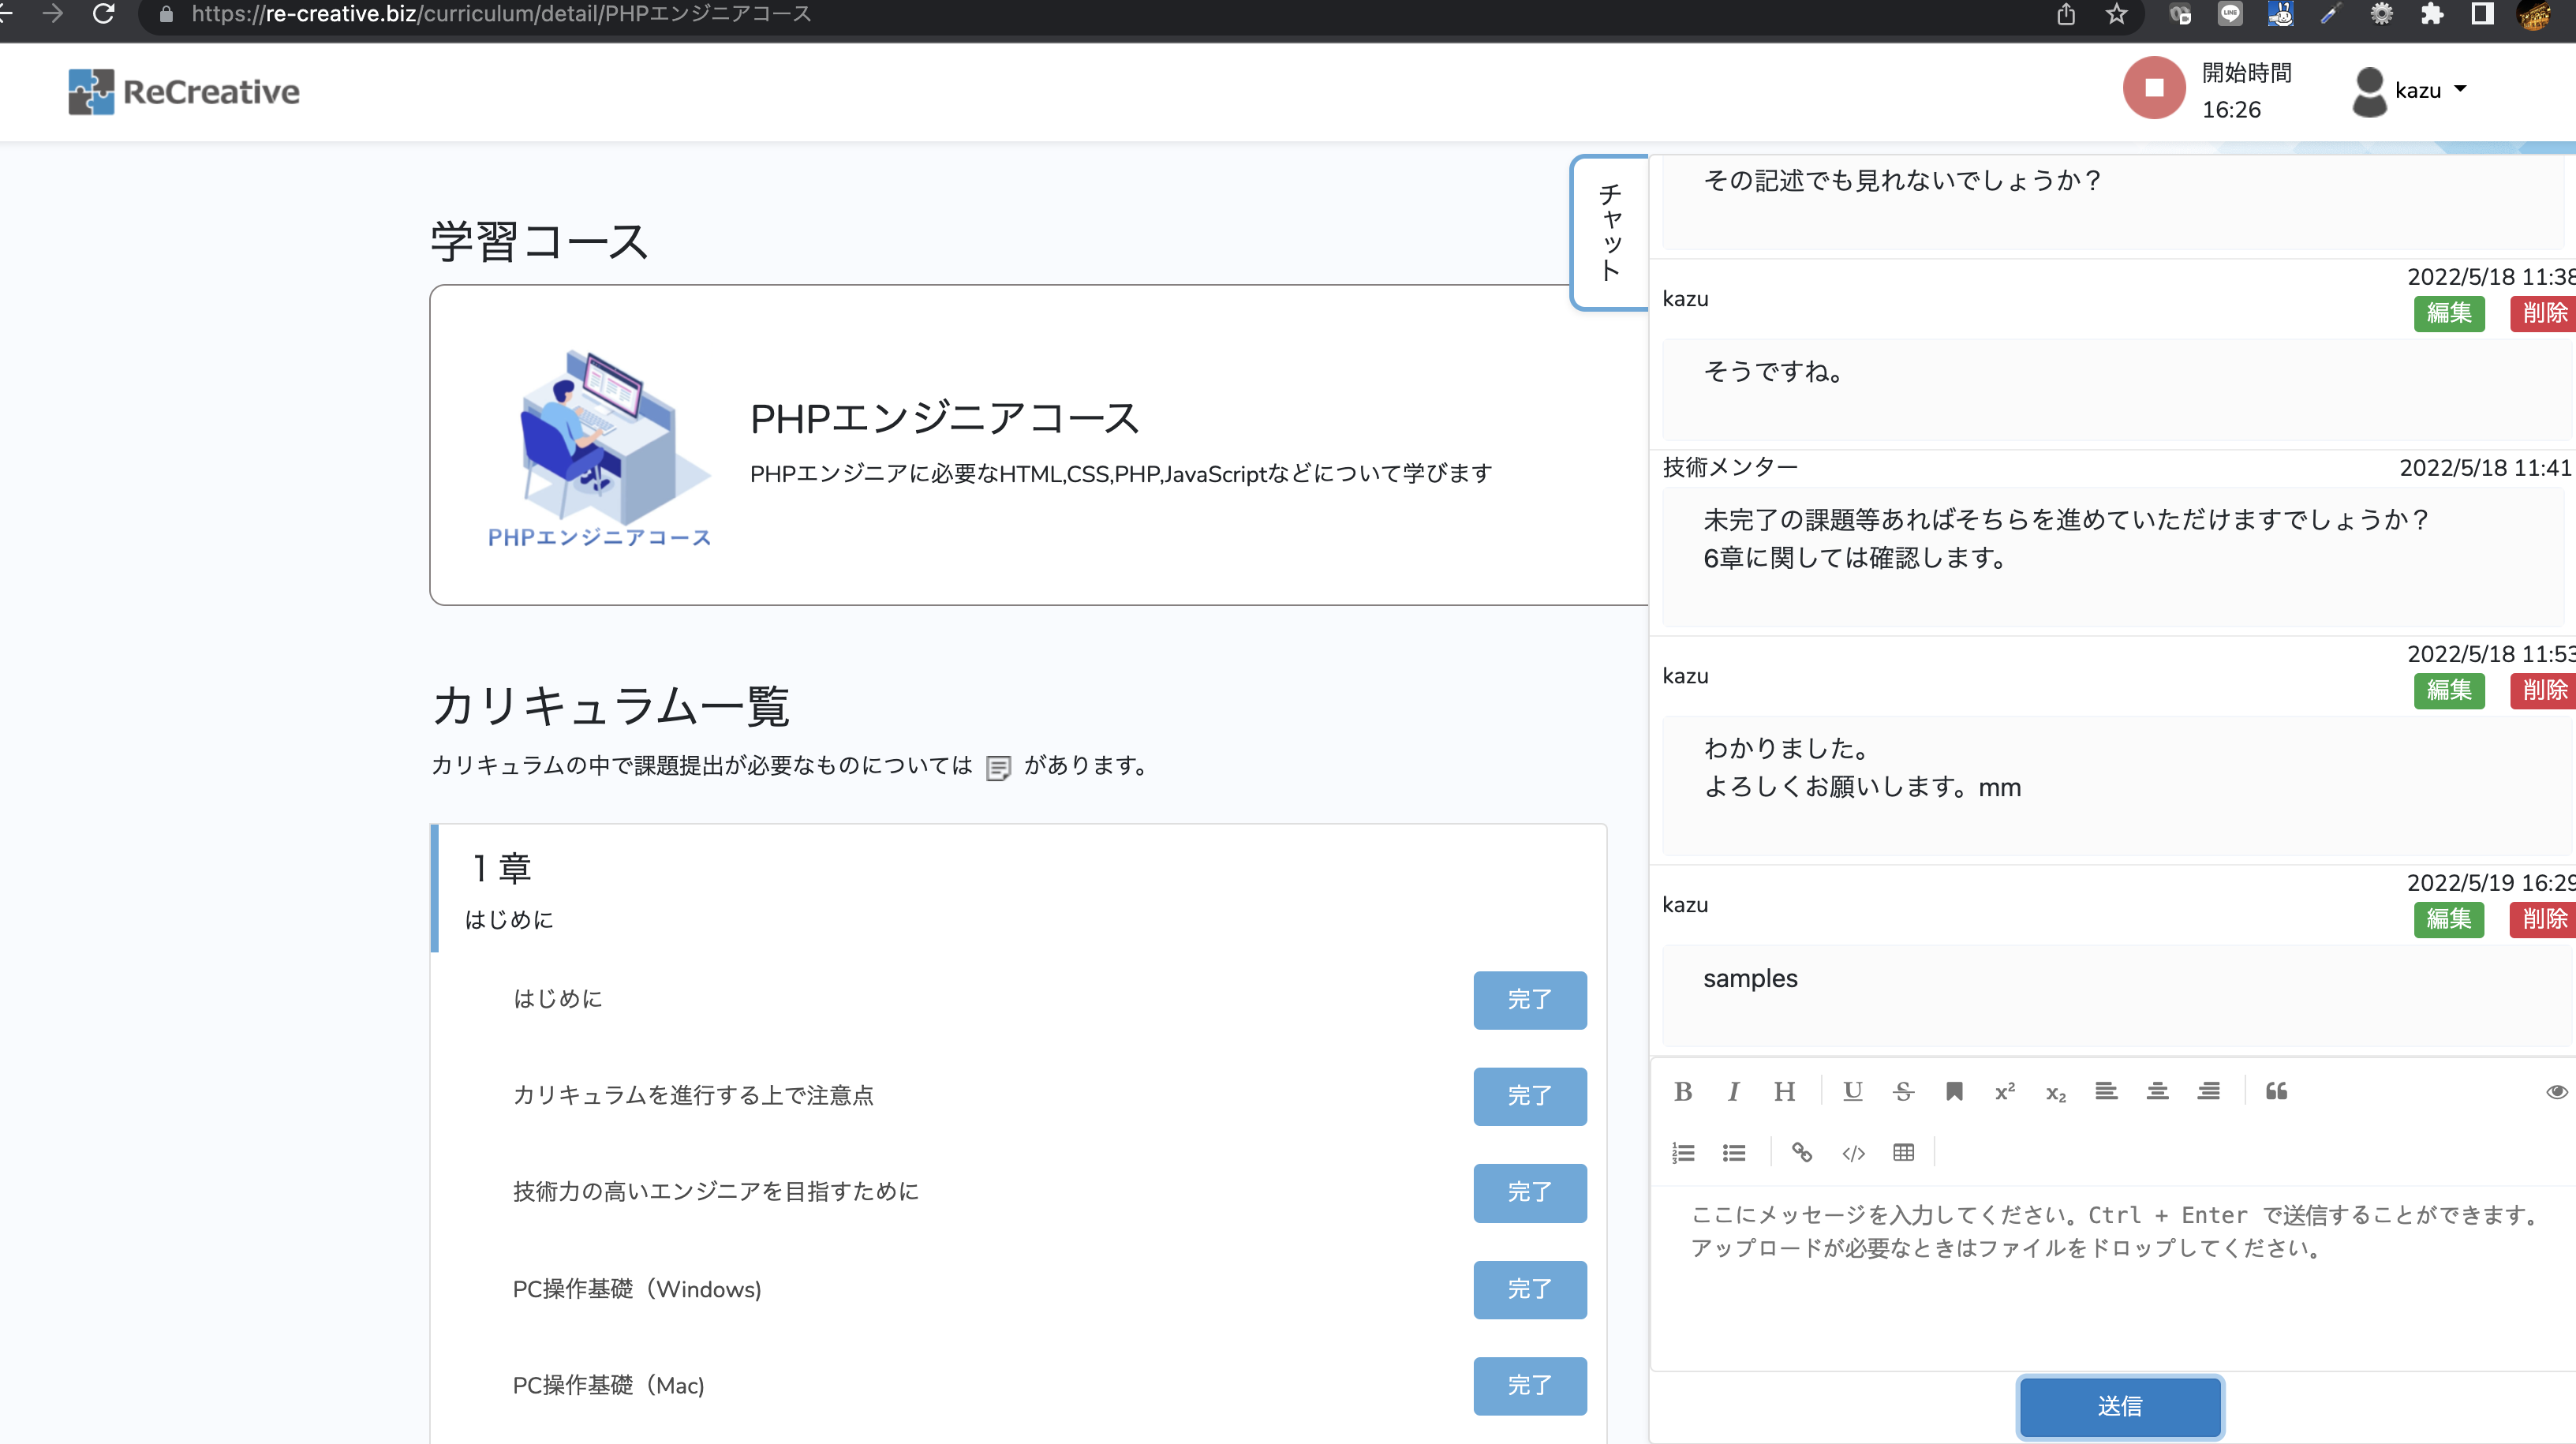 https://re-creative.biz/curriculum/detail/PHPエンジニアコース
ReCreative
開始時間
16:26
kazu
学習コース
PHPエンジニアコース
PHPエンジニアコース
PHPエンジニアに必要なHTML,CSS,PHP,JavaScriptなどについて学びます
カリキュラム一覧
カリキュラムの中で課題提出が必要なものについては があります。
1 章
はじめに
はじめに
完了
カリキュラムを進行する上で注意点
完了
技術力の高いエンジニアを目指すために
完了
PC操作基礎（Windows)
完了
PC操作基礎（Mac)
完了
チャット
その記述でも見れないでしょうか？
2022/5/18 11:38
kazu
編集 削除
そうですね。
技術メンター 2022/5/18 11:41
未完了の課題等あればそちらを進めていただけますでしょうか？
6章に関しては確認します。
2022/5/18 11:53
kazu
編集 削除
わかりました。
よろしくお願いします。mm
2022/5/19 16:29
kazu
編集 削除
samples
B I H U S x² x₂
ここにメッセージを入力してください。Ctrl + Enter で送信することができます。
アップロードが必要なときはファイルをドロップしてください。
送信